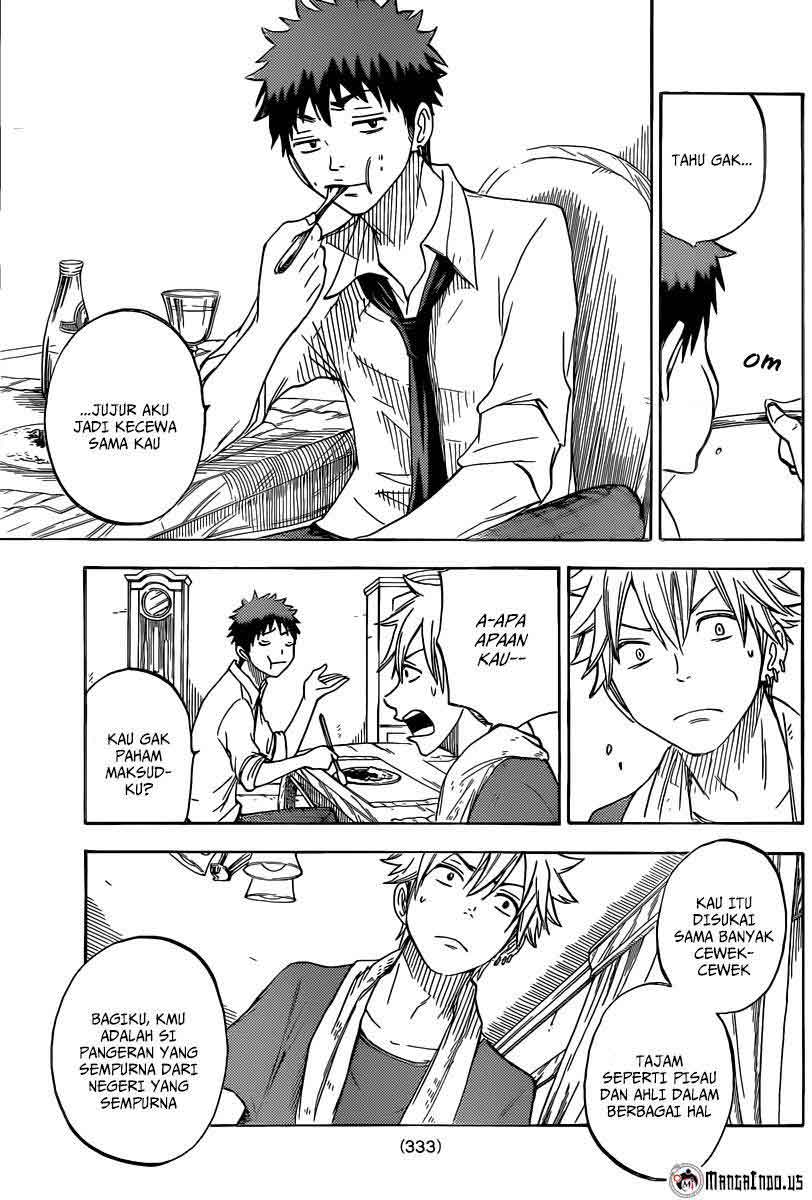 TAHU GAK...
OM
...JUJUR AKU
JADI KECEWA
SAMA KAU
A-APA
APAAN
KAU--
KAU GAK
PAHAM
MAKSUD-
KU?
KAU ITU
DISUKAI
SAMA BANYAK
CEWEK-
CEWEK
TAJAM
SEPERTI PISAU
DAN AHLI DALAM
BERBAGAI HAL
BAGIKU, KMU
ADALAH SI
PANGERAN YANG
SEMPURNA DARI
NEGERI YANG
SEMPURNA
(333)
MI MANGAINDO.US